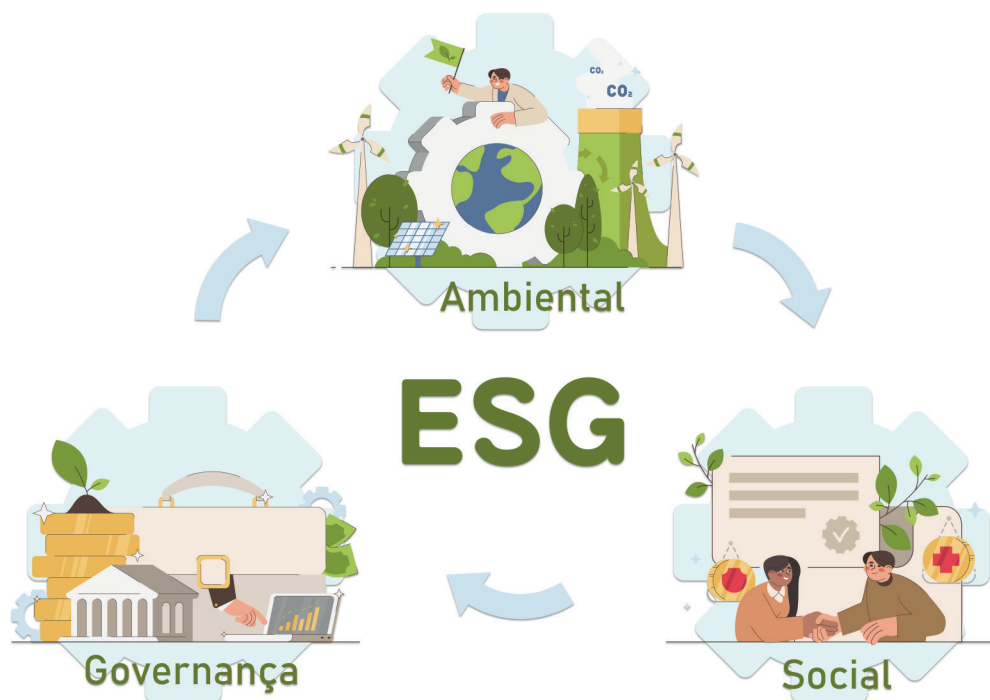 CO₂
CO₂
Ambiental
ESG
Governança
Social